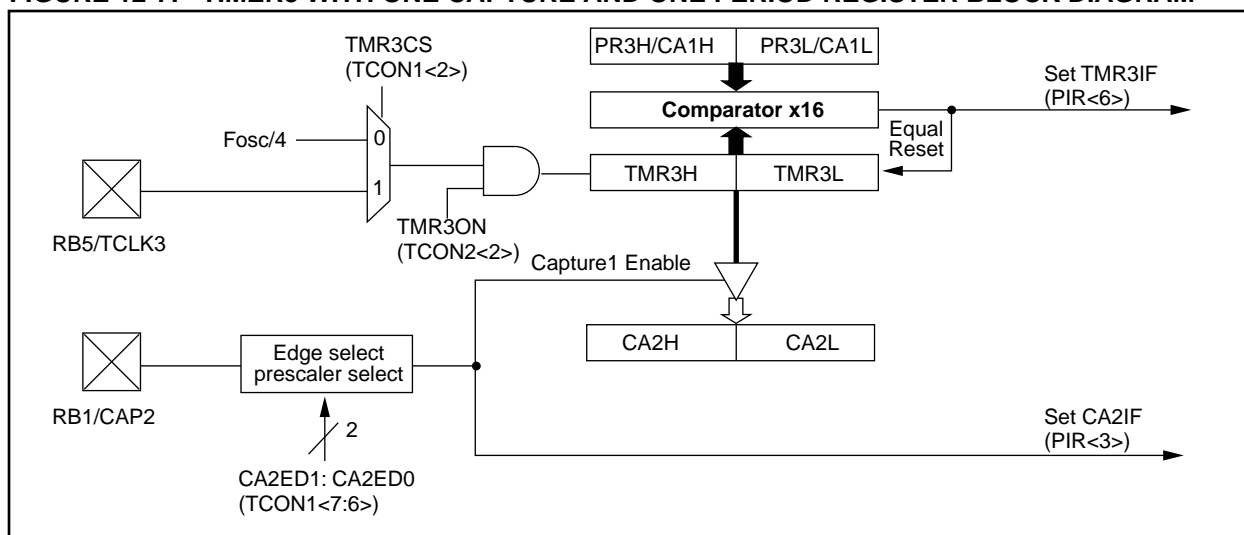 FIGURE 12-7: TIMER3 WITH ONE CAPTURE AND ONE PERIOD REGISTER BLOCK DIAGRAM
TMR3CS
(TCON1<2>)
PR3H/CA1H
PR3L/CA1L
Set TMR3IF
(PIR<6>)
Comparator x16
Fosc/4
0
Equal
Reset
TMR3H
TMR3L
1
RB5/TCLK3
TMR3ON
(TCON2<2>)
Capture1 Enable
CA2H
CA2L
Edge select
prescaler select
RB1/CAP2
2
Set CA2IF
(PIR<3>)
CA2ED1: CA2ED0
(TCON1<7:6>)